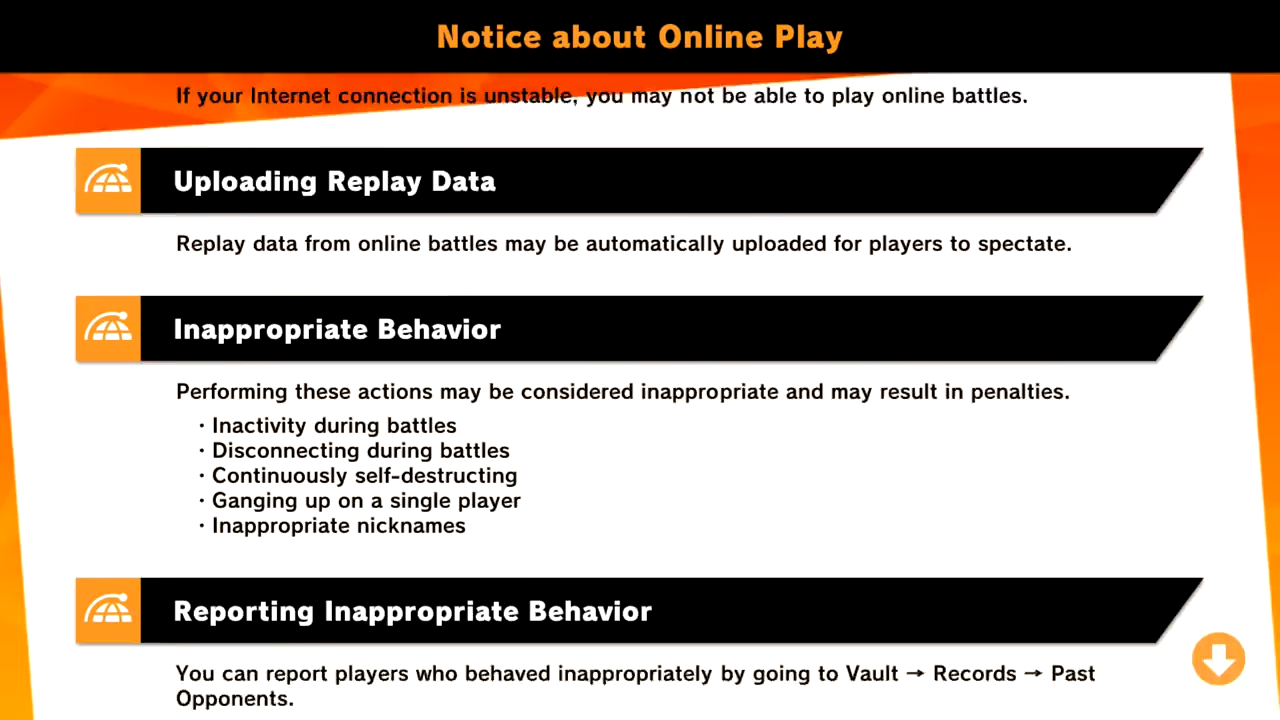 Notice about Online Play
If your Internet connection is unstable, you may not be able to play online battles.
Uploading Replay Data
Replay data from online battles may be automatically uploaded for players to spectate.
Inappropriate Behavior
Performing these actions may be considered inappropriate and may result in penalties.
· Inactivity during battles
· Disconnecting during battles
· Continuously self-destructing
· Ganging up on a single player
· Inappropriate nicknames
Reporting Inappropriate Behavior
You can report players who behaved inappropriately by going to Vault → Records → Past
Opponents.